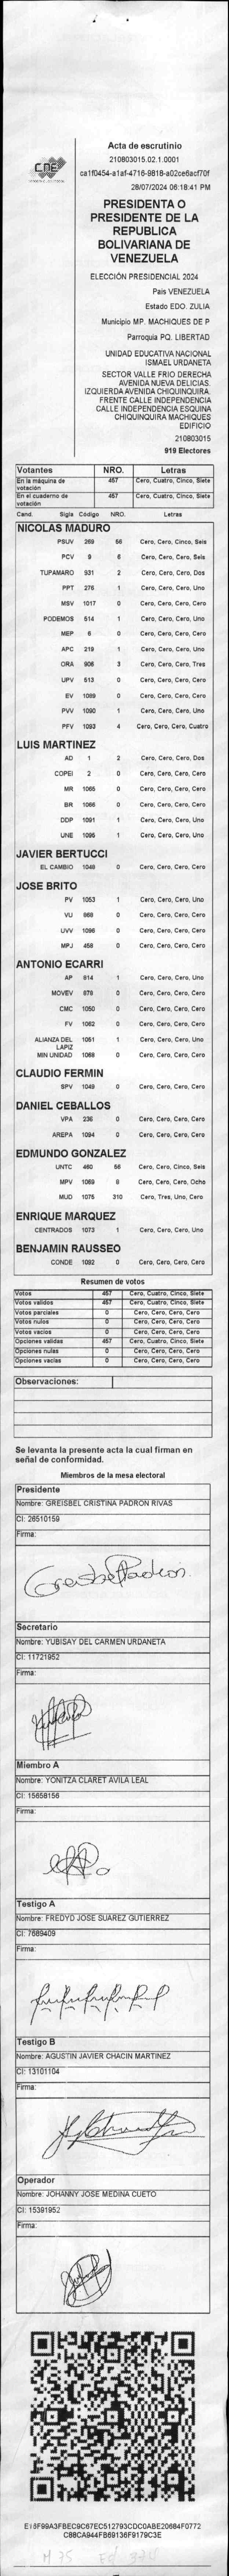 CNE
Acta de escrutinio
210803015.02.1.0001
ca1f0454-a1af-4716-9818-a02ce6acf70f
28/07/2024 06:18:41 PM
PRESIDENTA O
PRESIDENTE DE LA
REPUBLICA
BOLIVARIANA DE
VENEZUELA
ELECCIÓN PRESIDENCIAL 2024
Pais VENEZUELA
Estado EDO. ZULIA
Municipio MP. MACHIQUES DE P
Parroquia PQ. LIBERTAD
UNIDAD EDUCATIVA NACIONAL
ISMAEL URDANETA
SECTOR VALLE FRIO DERECHA
AVENIDA NUEVA DELICIAS.
IZQUIERDA AVENIDA CHIQUINQUIRA.
FRENTE CALLE INDEPENDENCIA
CALLE INDEPENDENCIA ESQUINA
CHIQUINQUIRA MACHIQUES
EDIFICIO
210803015
919 Electores
Votantes NRO. Letras
En la máquina de votación 457 Cero, Cuatro, Cinco, Siete
En el cuaderno de votación 457 Cero, Cuatro, Cinco, Siete
Cand. Sigla Código NRO. Letras
NICOLAS MADURO
PSUV 269 56 Cero, Cero, Cinco, Seis
PCV 9 6 Cero, Cero, Cero, Seis
TUPAMARO 931 2 Cero, Cero, Cero, Dos
PPT 276 1 Cero, Cero, Cero, Uno
MSV 1017 0 Cero, Cero, Cero, Cero
PODEMOS 514 1 Cero, Cero, Cero, Uno
MEP 6 0 Cero, Cero, Cero, Cero
APC 219 1 Cero, Cero, Cero, Uno
ORA 906 3 Cero, Cero, Cero, Tres
UPV 513 0 Cero, Cero, Cero, Cero
EV 1089 0 Cero, Cero, Cero, Cero
PVV 1090 1 Cero, Cero, Cero, Uno
PFV 1093 4 Cero, Cero, Cero, Cuatro
LUIS MARTINEZ
AD 1 2 Cero, Cero, Cero, Dos
COPEI 2 0 Cero, Cero, Cero, Cero
MR 1065 0 Cero, Cero, Cero, Cero
BR 1066 0 Cero, Cero, Cero, Cero
DDP 1091 1 Cero, Cero, Cero, Uno
UNE 1095 1 Cero, Cero, Cero, Uno
JAVIER BERTUCCI
EL CAMBIO 1046 0 Cero, Cero, Cero, Cero
JOSE BRITO
PV 1053 1 Cero, Cero, Cero, Uno
VU 868 0 Cero, Cero, Cero, Cero
UVV 1096 0 Cero, Cero, Cero, Cero
MPJ 458 0 Cero, Cero, Cero, Cero
ANTONIO ECARRI
AP 814 1 Cero, Cero, Cero, Uno
MOVEV 878 0 Cero, Cero, Cero, Cero
CMC 1050 0 Cero, Cero, Cero, Cero
FV 1062 0 Cero, Cero, Cero, Cero
ALIANZA DEL LAPIZ 1051 1 Cero, Cero, Cero, Uno
MIN UNIDAD 1068 0 Cero, Cero, Cero, Cero
CLAUDIO FERMIN
SPV 1049 0 Cero, Cero, Cero, Cero
DANIEL CEBALLOS
VPA 236 0 Cero, Cero, Cero, Cero
AREPA 1094 0 Cero, Cero, Cero, Cero
EDMUNDO GONZALEZ
UNTC 460 56 Cero, Cero, Cinco, Seis
MPV 1069 8 Cero, Cero, Cero, Ocho
MUD 1075 310 Cero, Tres, Uno, Cero
ENRIQUE MARQUEZ
CENTRADOS 1073 1 Cero, Cero, Cero, Uno
BENJAMIN RAUSSEO
CONDE 1092 0 Cero, Cero, Cero, Cero
Resumen de votos
Votos 457 Cero, Cuatro, Cinco, Siete
Votos validos 457 Cero, Cuatro, Cinco, Siete
Votos parciales 0 Cero, Cero, Cero, Cero
Votos nulos 0 Cero, Cero, Cero, Cero
Votos vacios 0 Cero, Cero, Cero, Cero
Opciones validas 457 Cero, Cuatro, Cinco, Siete
Opciones nulas 0 Cero, Cero, Cero, Cero
Opciones vacias 0 Cero, Cero, Cero, Cero
Observaciones:
Se levanta la presente acta la cual firman en
señal de conformidad.
Miembros de la mesa electoral
Presidente
Nombre: GREISBEL CRISTINA PADRON RIVAS
CI: 26510159
Firma:
Greisbel Padron
Secretario
Nombre: YUBISAY DEL CARMEN URDANETA
CI: 11721952
Firma:
Miembro A
Nombre: YONITZA CLARET AVILA LEAL
CI: 15658156
Firma:
Testigo A
Nombre: FREDYD JOSE SUAREZ GUTIERREZ
CI: 7689409
Firma:
Testigo B
Nombre: AGUSTIN JAVIER CHACIN MARTINEZ
CI: 13101104
Firma:
Operador
Nombre: JOHANNY JOSE MEDINA CUETO
CI: 15391952
Firma:
E15F99A3FBEC9C67EC512793CDC0ABE20684F0772
CB8CA944FB69136F9179C3E
M 75 Ed 374